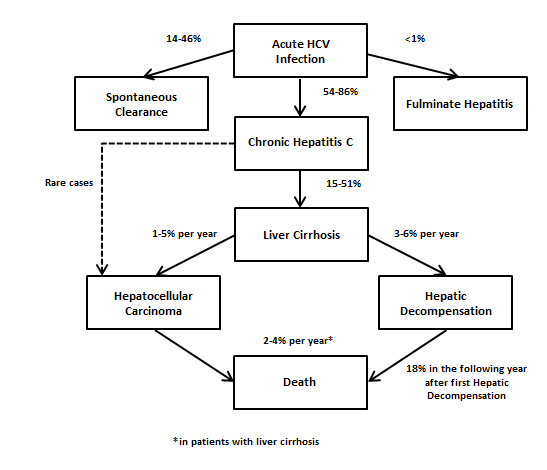 14-46%
Acute HCV
Infection
<1%
Spontaneous
Clearance
54-86%
Fulminate Hepatitis
Chronic Hepatitis C
Rare cases
15-51%
1-5% per year
Liver Cirrhosis
3-6% per year
Hepatocellular
Carcinoma
Hepatic
Decompensation
2-4% per year*
Death
18% in the following year
after first Hepatic
Decompensation
*in patients with liver cirrhosis